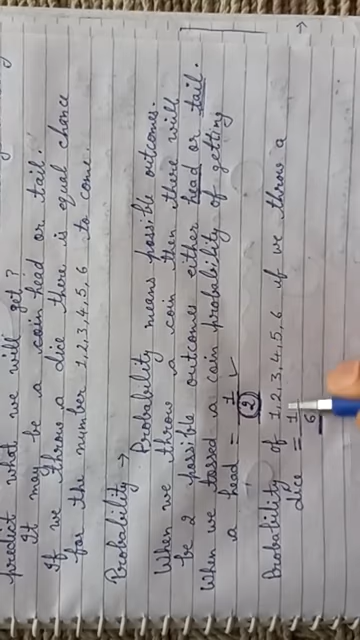 predict what we will get?
It may be a coin head or tail.
If we throw a dice there is equal chance
for the number 1,2,3,4,5,6 to come.
Probability →
Probability means possible outcomes.
When we throw a coin then there will
be 2 possible outcomes either head or tail.
When we tossed a coin probability of getting
a head = 1/2 ✓
Probability of 1,2,3,4,5,6 if we throw a
dice = 1/6